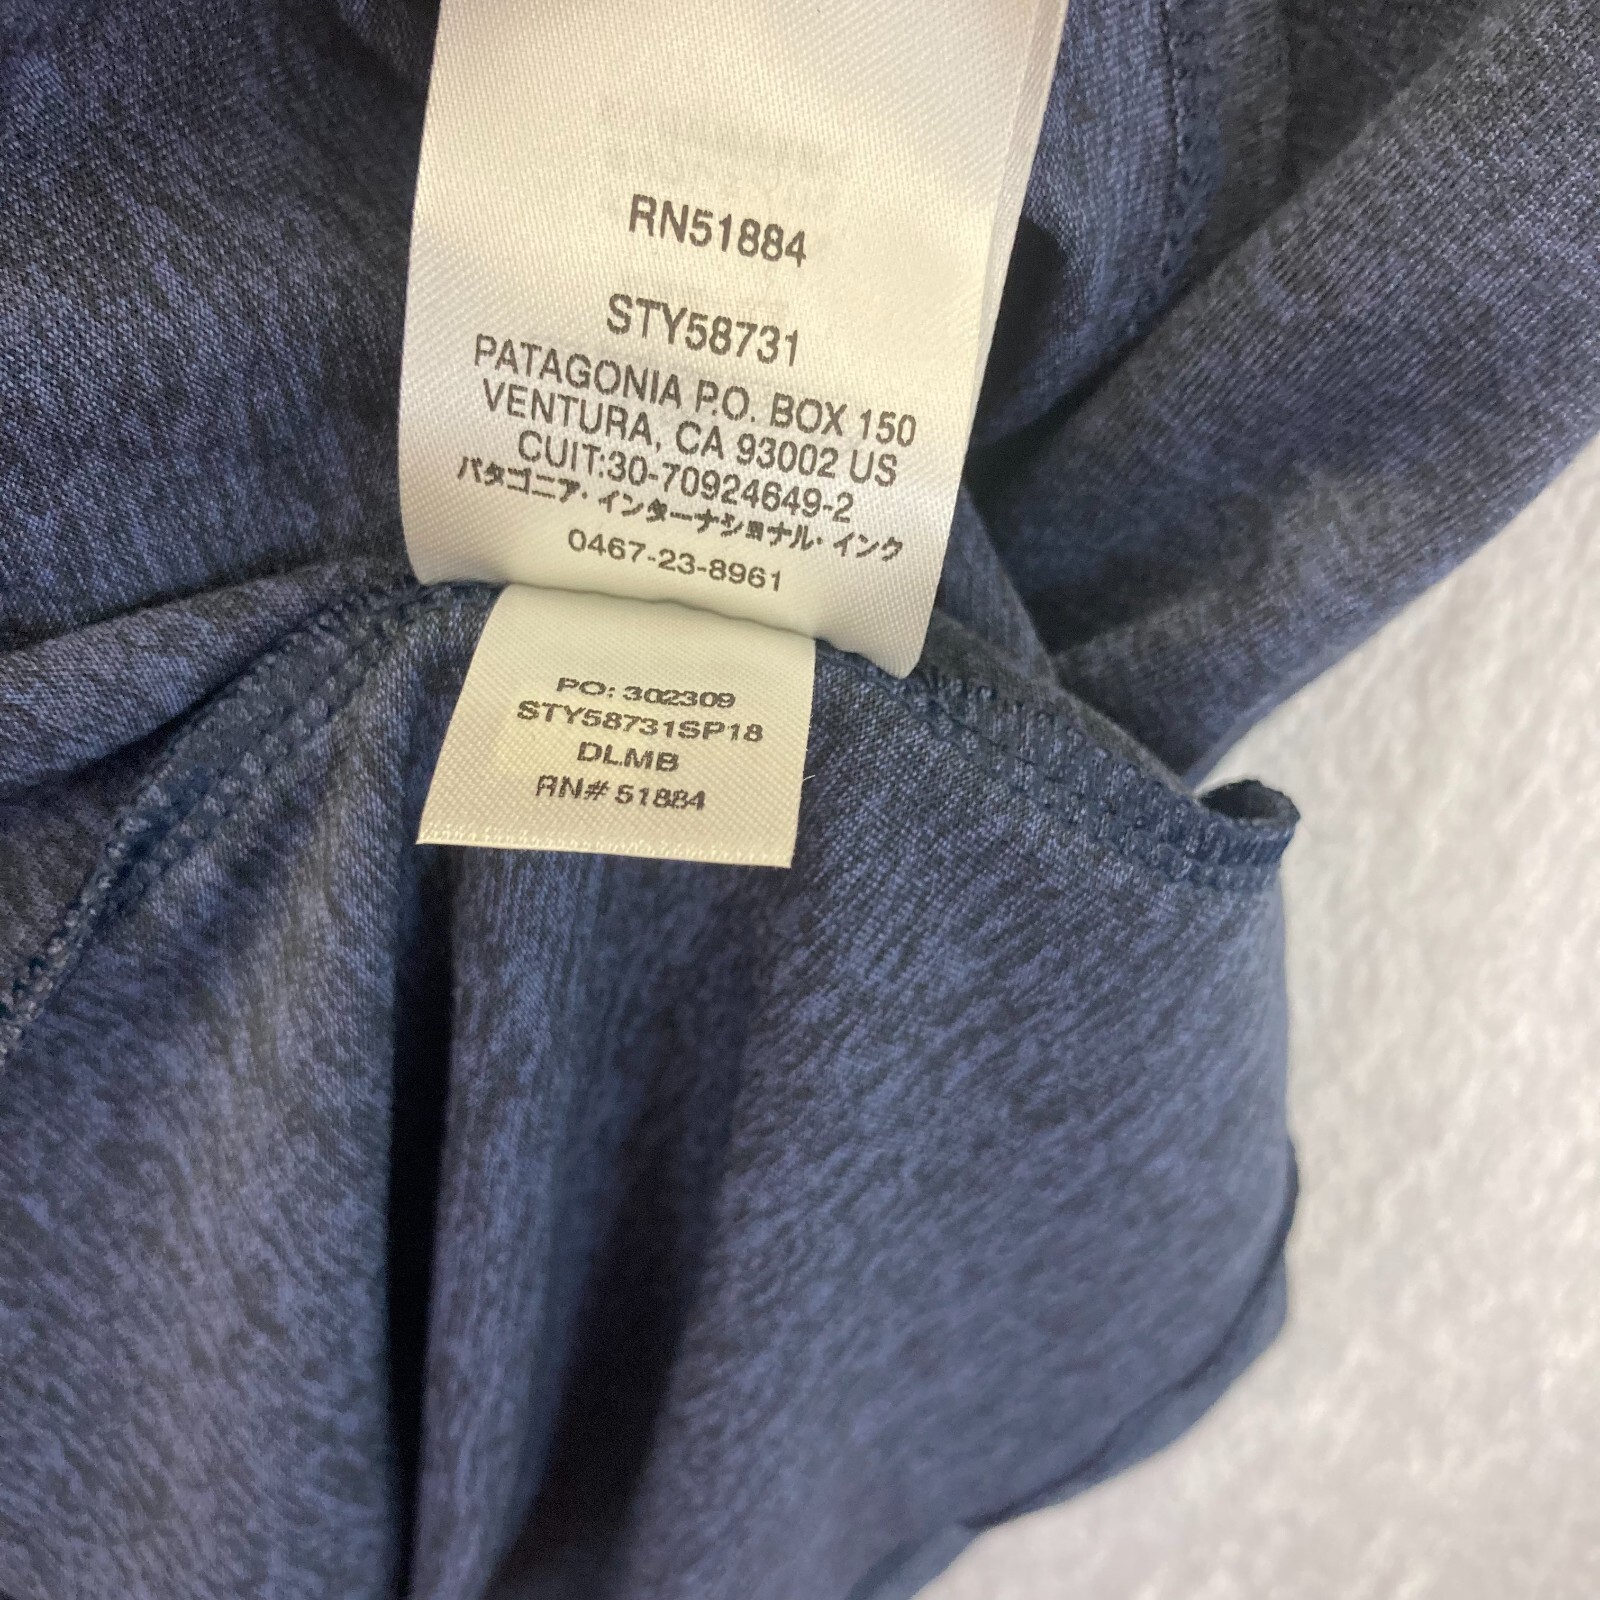 RN51884
STY58731
PATAGONIA P.O. BOX 150
VENTURA, CA 93002 US
CUIT:30-70924649-2
パタゴニア・インターナショナル・インク
0467-23-8961
PO: 302309
STY58731SP18
DLMB
RN# 51884